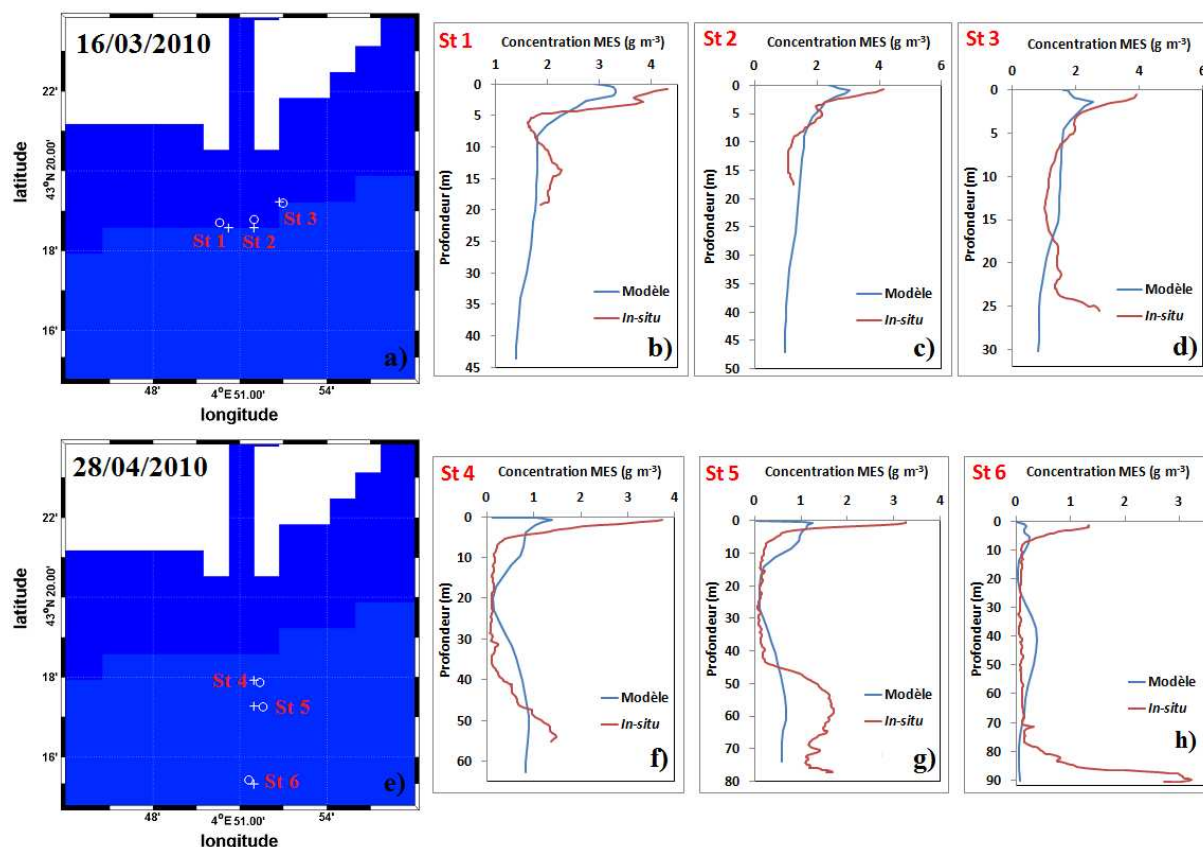 16/03/2010
latitude
22'
43°N 20.00'
18'
16'
St 1
St 2
St 3
a)
48'
4°E 51.00'
54'
longitude
St 1
Concentration MES (g m⁻³)
1 2 3 4
Profondeur (m)
0
5
10
15
20
25
30
35
40
45
Modèle
In-situ
b)
St 2
Concentration MES (g m⁻³)
0 2 4 6
Profondeur (m)
0
5
10
15
20
25
30
35
40
45
50
Modèle
In-situ
c)
St 3
Concentration MES (g m⁻³)
0 2 4 6
Profondeur (m)
0
5
10
15
20
25
30
Modèle
In-situ
d)
28/04/2010
latitude
22'
43°N 20.00'
18'
16'
St 4
St 5
St 6
e)
48'
4°E 51.00'
54'
longitude
St 4
Concentration MES (g m⁻³)
0 1 2 3 4
Profondeur (m)
0
10
20
30
40
50
60
Modèle
In-situ
f)
St 5
Concentration MES (g m⁻³)
0 1 2 3 4
Profondeur (m)
0
10
20
30
40
50
60
70
80
Modèle
In-situ
g)
St 6
Concentration MES (g m⁻³)
0 1 2 3
Profondeur (m)
0
10
20
30
40
50
60
70
80
90
Modèle
In-situ
h)